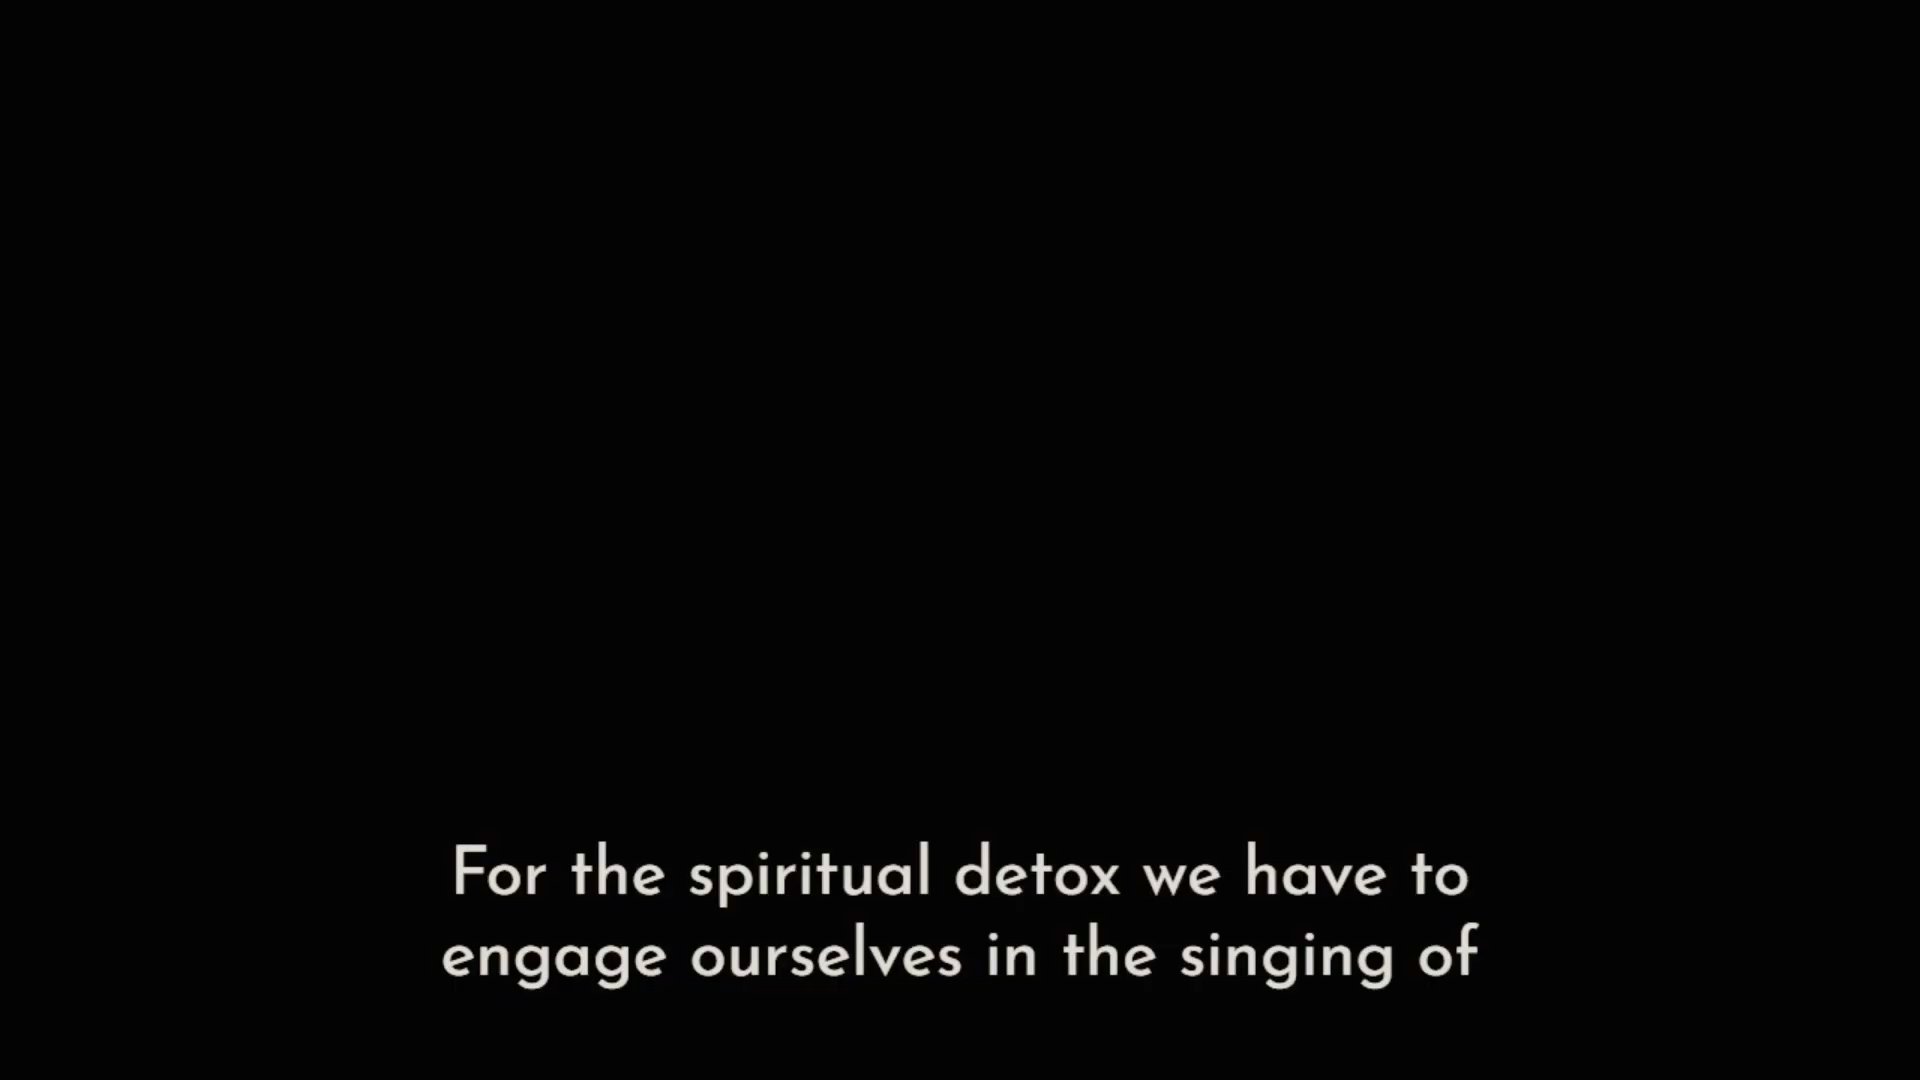 For the spiritual detox we have to
engage ourselves in the singing of